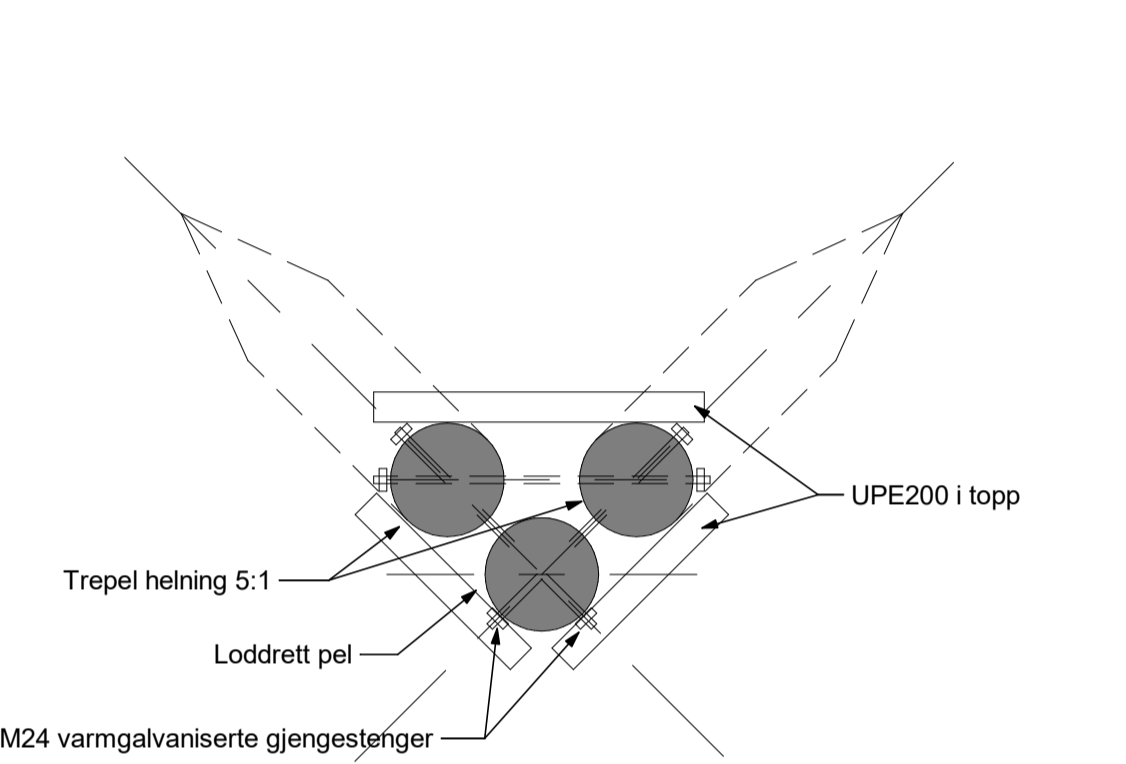 UPE200 i topp
Trepel helning 5:1
Loddrett pel
M24 varmgalvaniserte gjengestenger